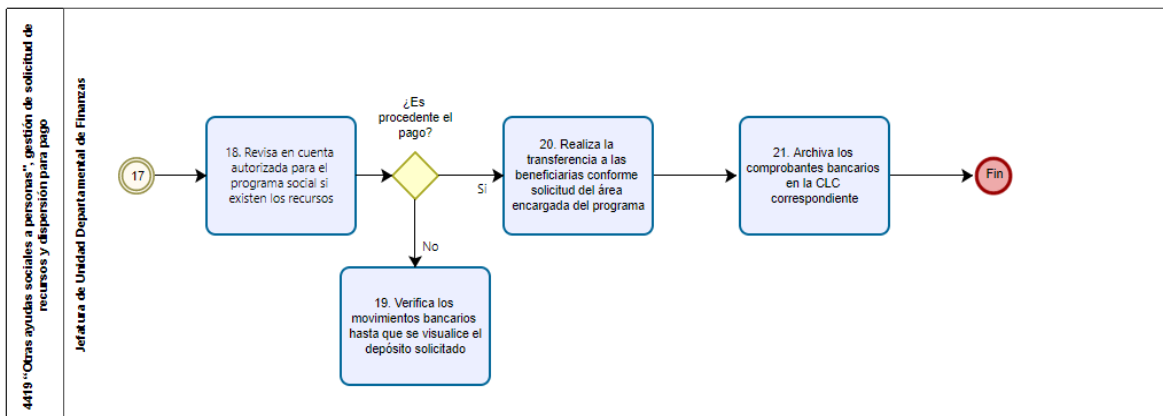 4419 "Otras ayudas sociales a personas", gestión de solicitud de
recursos y dispersión para pago
Jefatura de Unidad Departamental de Finanzas
17
18. Revisa en cuenta
autorizada para el
programa social si
existen los recursos
¿Es
procedente el
pago?
Si
No
19. Verifica los
movimientos bancarios
hasta que se visualice el
depósito solicitado
20. Realiza la
transferencia a las
beneficiarias conforme
solicitud del área
encargada del programa
21. Archiva los
comprobantes bancarios
en la CLC
correspondiente
Fin